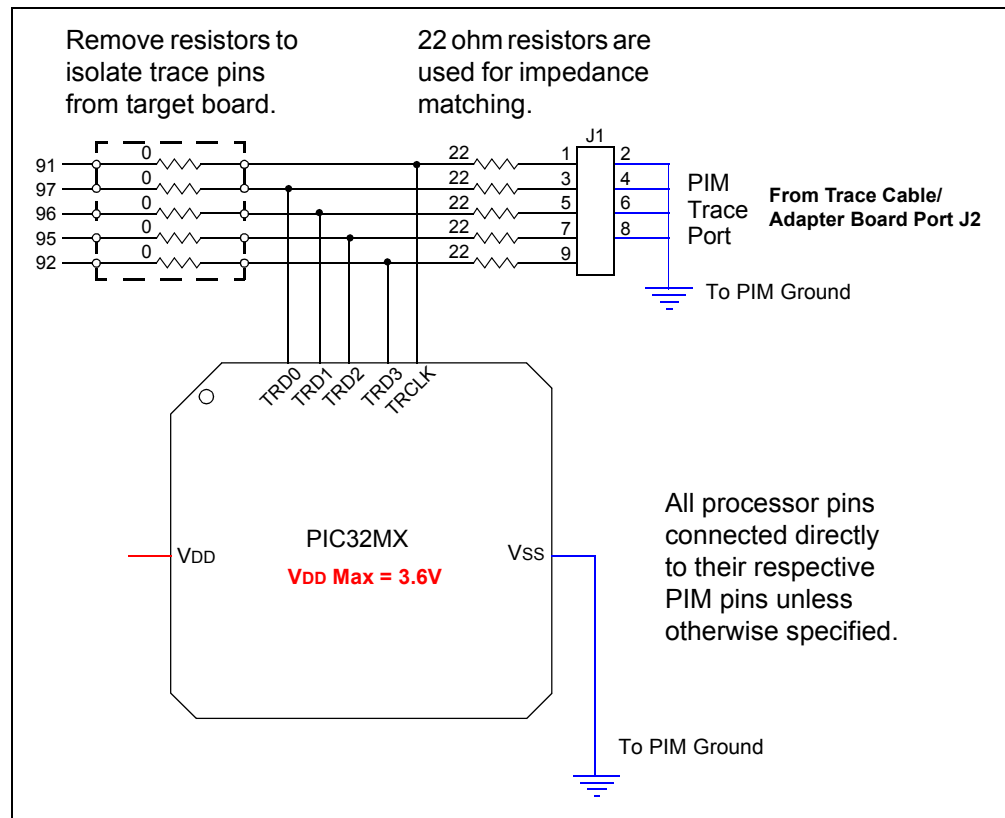 Remove resistors to
isolate trace pins
from target board.
22 ohm resistors are
used for impedance
matching.
J1
91 0 22 1 2
97 0 22 3 4
96 0 22 5 6
95 0 22 7 8
92 0 22 9
PIM
Trace
Port
From Trace Cable/
Adapter Board Port J2
To PIM Ground
TRD0
TRD1
TRD2
TRD3
TRCLK
VDD
PIC32MX
VDD Max = 3.6V
VSS
All processor pins
connected directly
to their respective
PIM pins unless
otherwise specified.
To PIM Ground